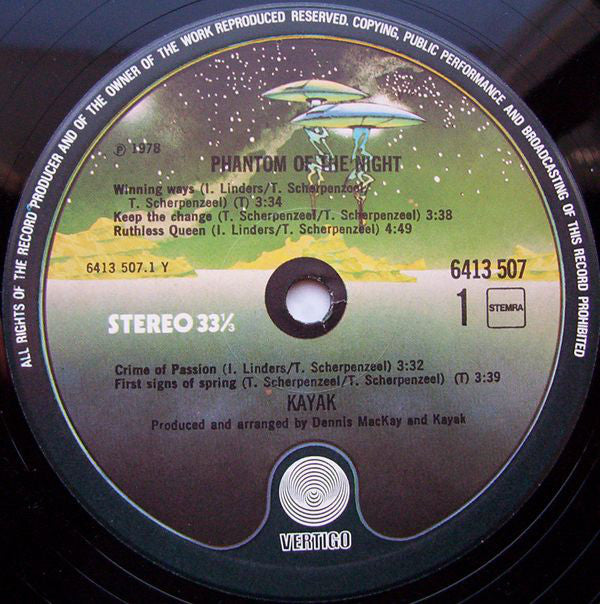 ALL RIGHTS OF THE RECORD PRODUCER AND OF THE OWNER OF THE WORK REPRODUCED RESERVED. COPYING, PUBLIC PERFORMANCE AND BROADCASTING OF THIS RECORD PROHIBITED
Ⓟ 1978
PHANTOM OF THE NIGHT
Winning ways (I. Linders/T. Scherpenzeel/
T. Scherpenzeel) (T) 3:34
Keep the change (T. Scherpenzeel/T. Scherpenzeel) 3:38
Ruthless Queen (I. Linders/T. Scherpenzeel) 4:49
6413 507.1 Y
6413 507
STEREO 33⅓
1
STEMRA
Crime of Passion (I. Linders/T. Scherpenzeel) 3:32
First signs of spring (T. Scherpenzeel/T. Scherpenzeel) (T) 3:39
KAYAK
Produced and arranged by Dennis MacKay and Kayak
VERTIGO